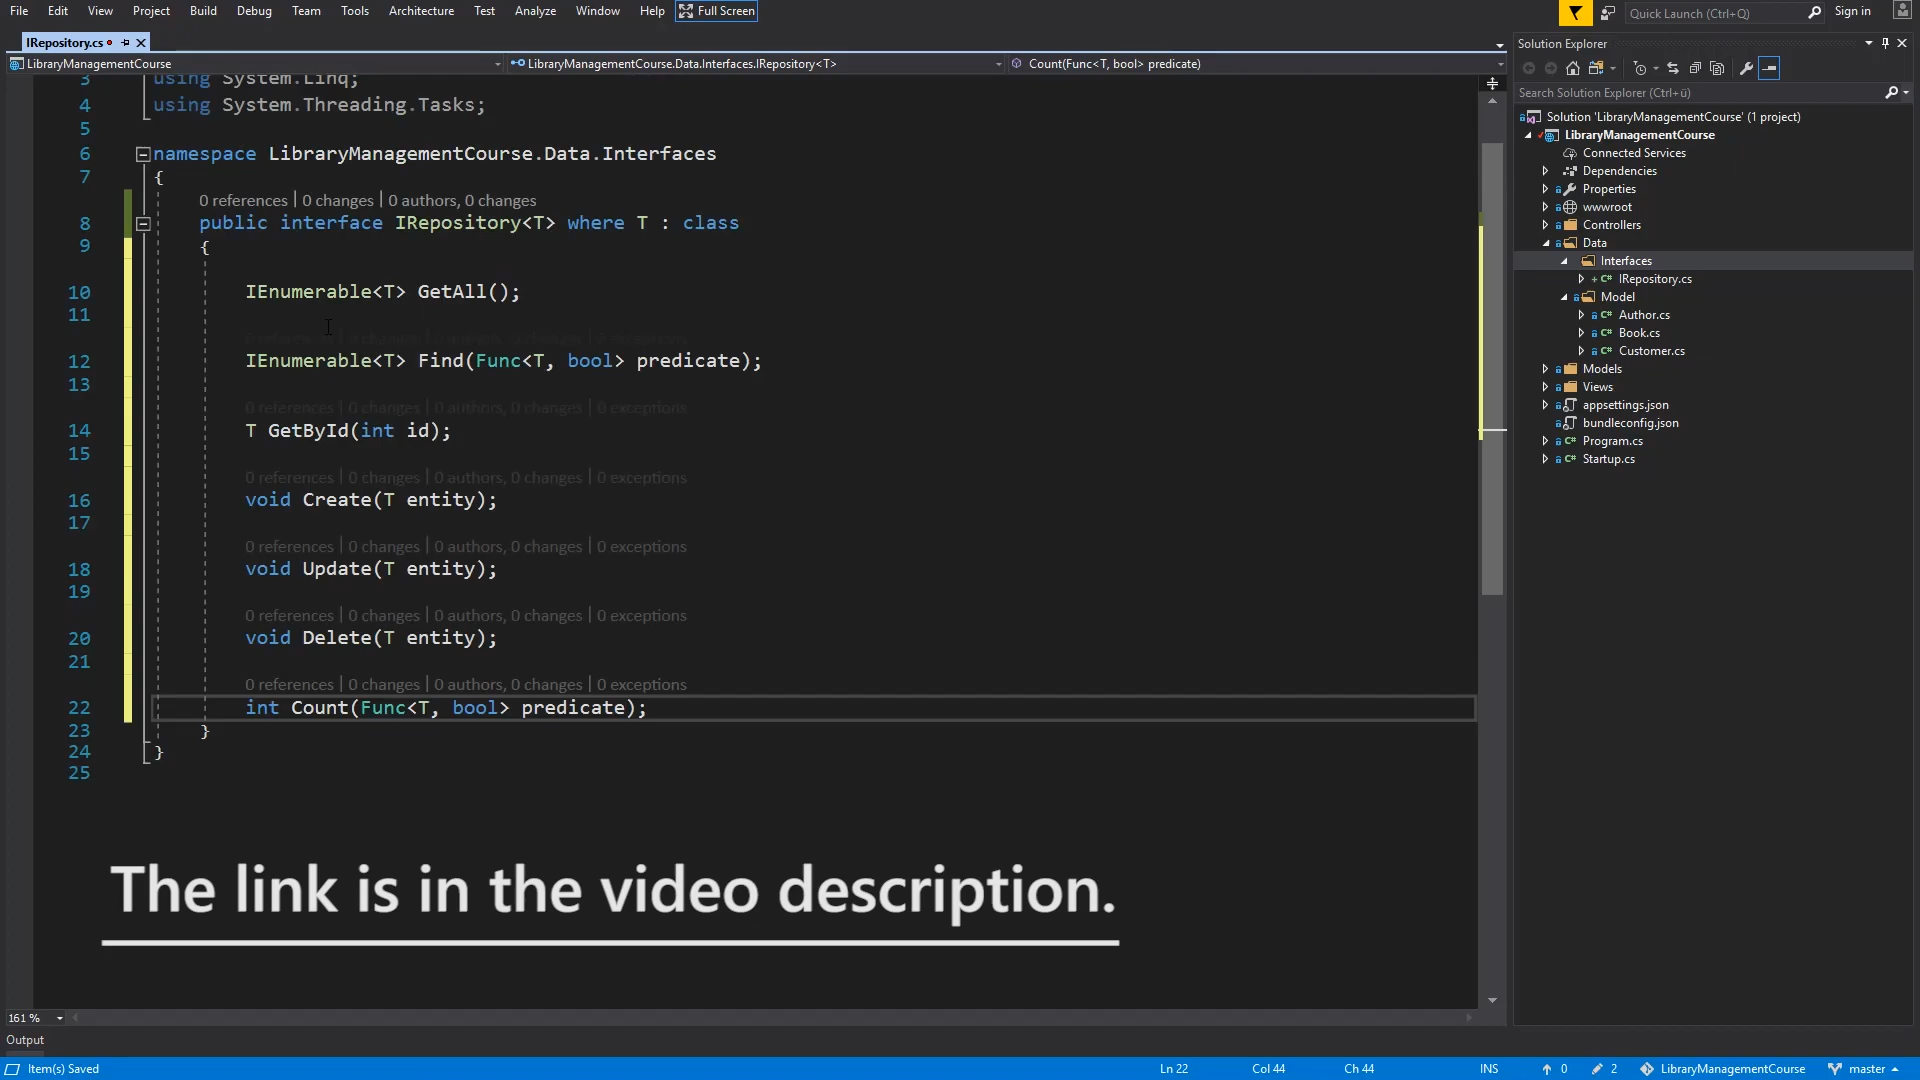 File Edit View Project Build Debug Team Tools Architecture Test Analyze Window Help Full Screen
Quick Launch (Ctrl+Q) Sign in
IRepository.cs
LibraryManagementCourse LibraryManagementCourse.Data.Interfaces.IRepository<T> Count(Func<T, bool> predicate)
3 using System.Linq;
4 using System.Threading.Tasks;
5
6 namespace LibraryManagementCourse.Data.Interfaces
7 {
0 references | 0 changes | 0 authors, 0 changes
8 public interface IRepository<T> where T : class
9 {
10 IEnumerable<T> GetAll();
11
12 IEnumerable<T> Find(Func<T, bool> predicate);
13
0 references | 0 changes | 0 authors, 0 changes | 0 exceptions
14 T GetById(int id);
15
0 references | 0 changes | 0 authors, 0 changes | 0 exceptions
16 void Create(T entity);
17
0 references | 0 changes | 0 authors, 0 changes | 0 exceptions
18 void Update(T entity);
19
0 references | 0 changes | 0 authors, 0 changes | 0 exceptions
20 void Delete(T entity);
21
0 references | 0 changes | 0 authors, 0 changes | 0 exceptions
22 int Count(Func<T, bool> predicate);
23 }
24 }
25
The link is in the video description.
161 %
Output
Solution Explorer
Search Solution Explorer (Ctrl+ü)
Solution 'LibraryManagementCourse' (1 project)
LibraryManagementCourse
Connected Services
Dependencies
Properties
wwwroot
Controllers
Data
Interfaces
C# IRepository.cs
Model
C# Author.cs
C# Book.cs
C# Customer.cs
Models
Views
appsettings.json
bundleconfig.json
C# Program.cs
C# Startup.cs
Item(s) Saved Ln 22 Col 44 Ch 44 INS 0 2 LibraryManagementCourse master